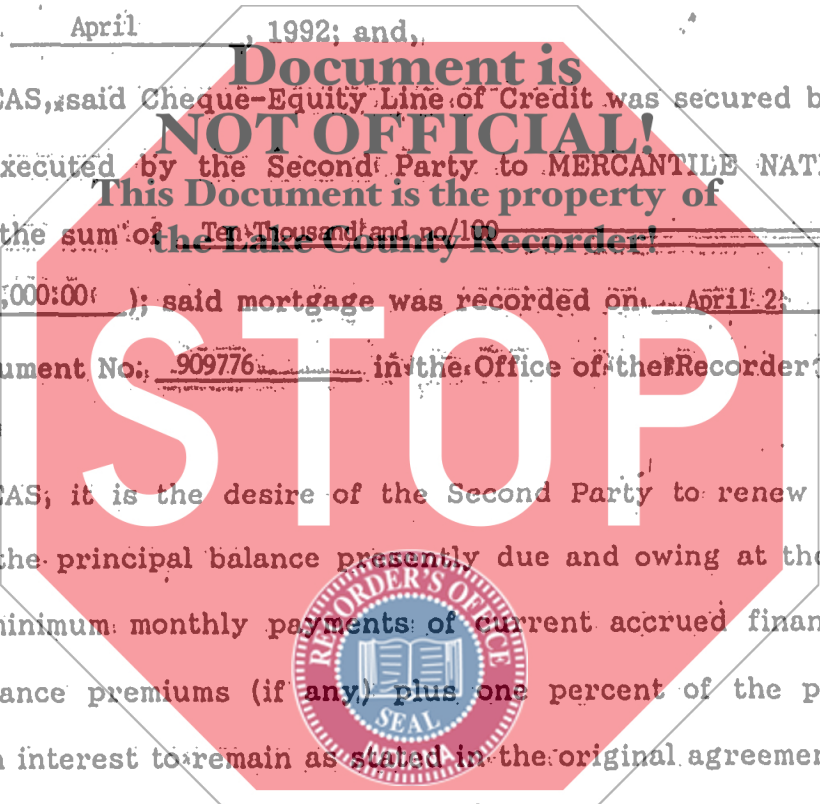 April , 1992; and,
Document is
EAS, said Cheque-Equity Line of Credit was secured b
NOT OFFICIAL!
xecuted by the Second Party to MERCANTILE NATI
This Document is the property of
the sum of Ten Thousand and no/100
the Lake County Recorder!
,000.00 ); said mortgage was recorded on April 2,
ument No. 909776 in the Office of the Recorder
STOP
EAS, it is the desire of the Second Party to renew
the principal balance presently due and owing at the
minimum monthly payments of current accrued finan
ance premiums (if any) plus one percent of the p
interest to remain as stated in the original agreemen
RECORDER'S OFFICE
SEAL